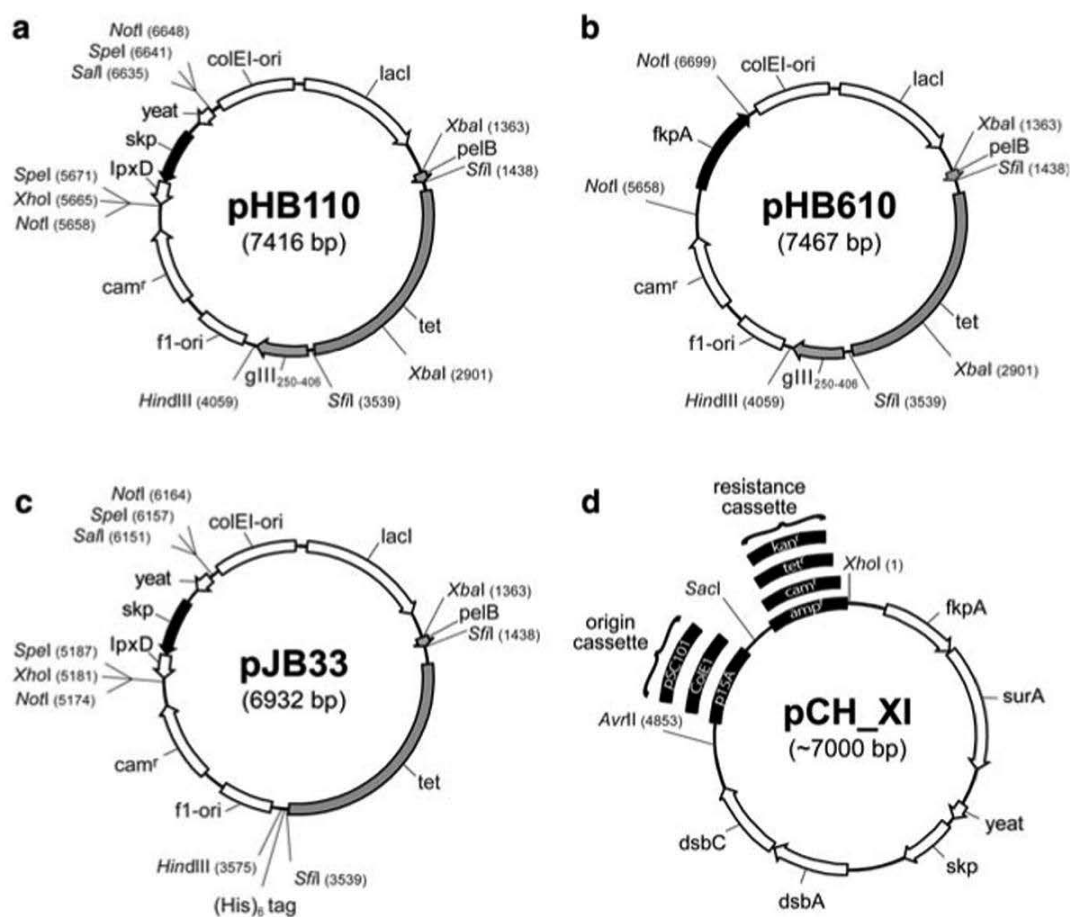 a
NotI (6648)
SpeI (6641)
SalI (6635)
colEI-ori
lacI
yeat
skp
lpxD
SpeI (5671)
XhoI (5665)
NotI (5658)
XbaI (1363)
pelB
SfiI (1438)
pHB110
(7416 bp)
camr
f1-ori
gIII250-406
HindIII (4059)
SfiI (3539)
tet
XbaI (2901)
b
NotI (6699)
colEI-ori
lacI
fkpA
NotI (5658)
XbaI (1363)
pelB
SfiI (1438)
pHB610
(7467 bp)
camr
f1-ori
gIII250-406
HindIII (4059)
SfiI (3539)
tet
XbaI (2901)
c
NotI (6164)
SpeI (6157)
SalI (6151)
colEI-ori
lacI
yeat
skp
lpxD
SpeI (5187)
XhoI (5181)
NotI (5174)
XbaI (1363)
pelB
SfiI (1438)
pJB33
(6932 bp)
camr
f1-ori
tet
HindIII (3575)
SfiI (3539)
(His)6 tag
d
resistance
cassette
kanr
tetr
camr
ampr
XhoI (1)
SacI
origin
cassette
pSC101
ColE1
p15A
AvrII (4853)
fkpA
surA
pCH_XI
(~7000 bp)
yeat
skp
dsbA
dsbC